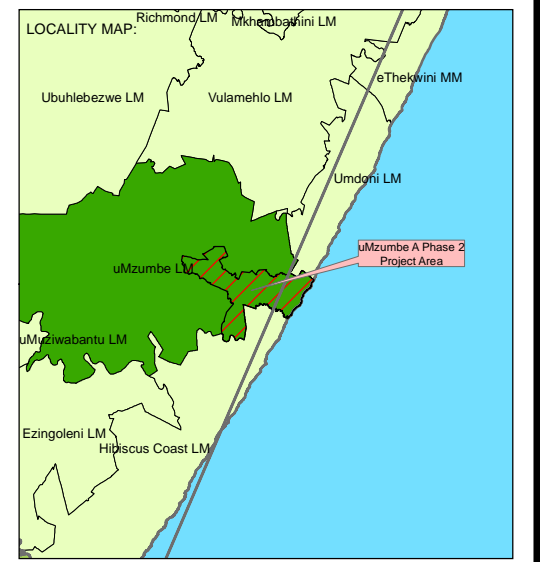 Richmond LM
Mkhambathini LM
LOCALITY MAP:
eThekwini MM
Ubuhlebezwe LM
Vulamehlo LM
Umdoni LM
uMzumbe A Phase 2
Project Area
uMzumbe LM
uMuziwabantu LM
Ezingoleni LM
Hibiscus Coast LM